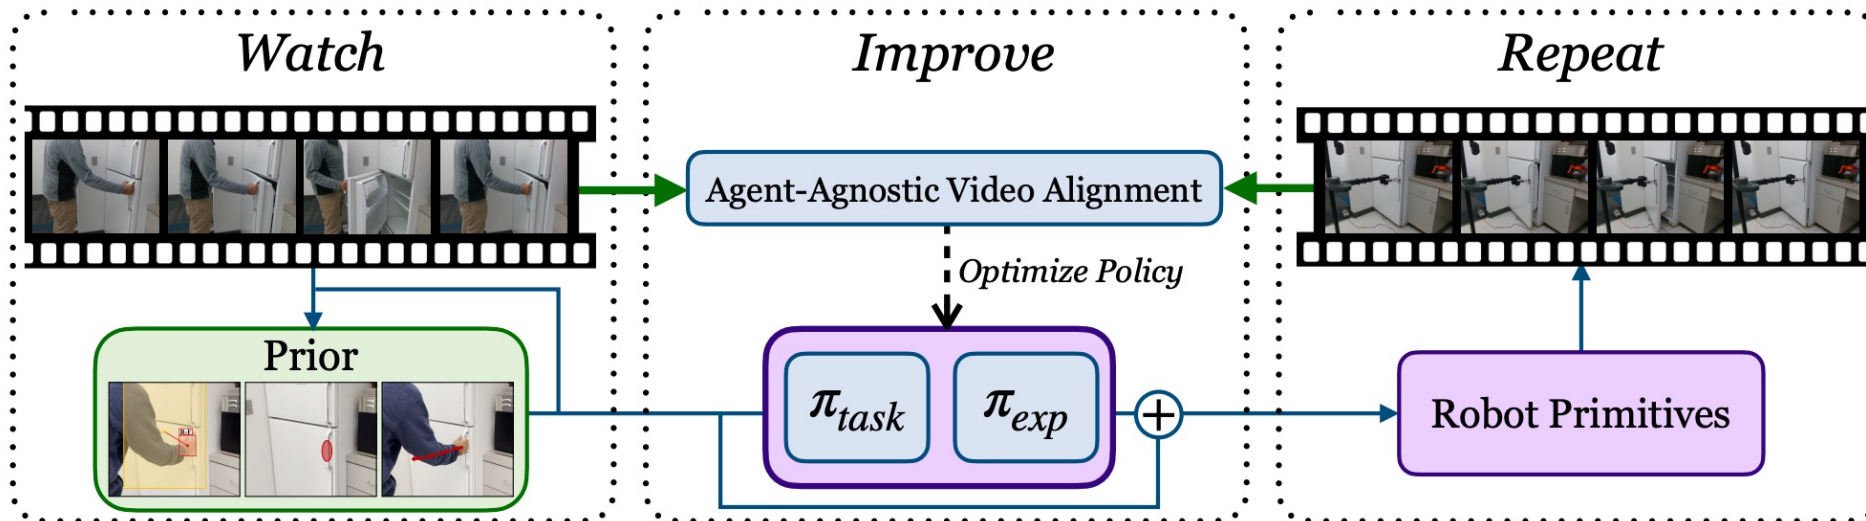 Watch
Improve
Repeat
Agent-Agnostic Video Alignment
Optimize Policy
Prior
π_task
π_exp
+
Robot Primitives